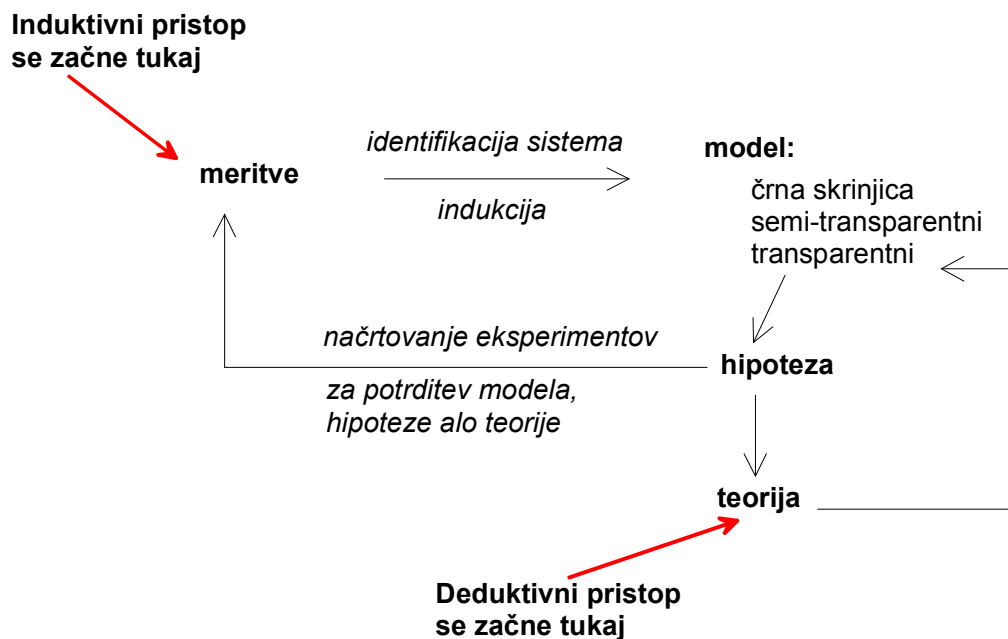 Induktivni pristop
se začne tukaj
identifikacija sistema
meritve
indukcija
model:
črna skrinjica
semi-transparentni
transparentni
načrtovanje eksperimentov
hipoteza
za potrditev modela,
hipoteze alo teorije
teorija
Deduktivni pristop
se začne tukaj